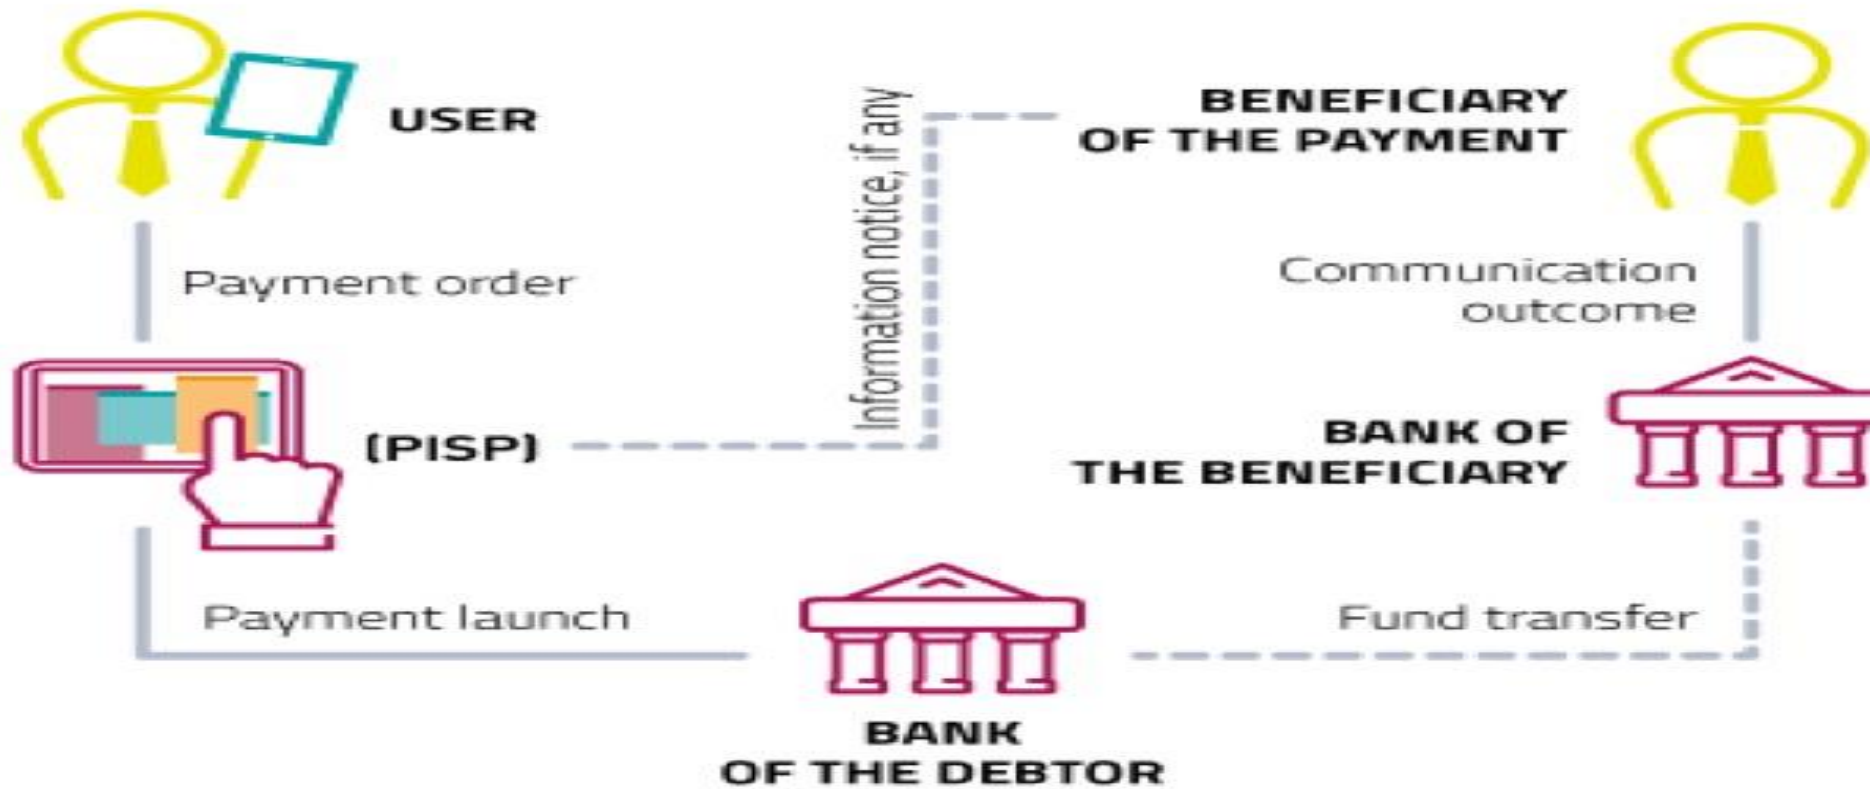 USER
BENEFICIARY
OF THE PAYMENT
Information notice, if any
Payment order
Communication
outcome
(PISP)
BANK OF
THE BENEFICIARY
Payment launch
Fund transfer
BANK
OF THE DEBTOR